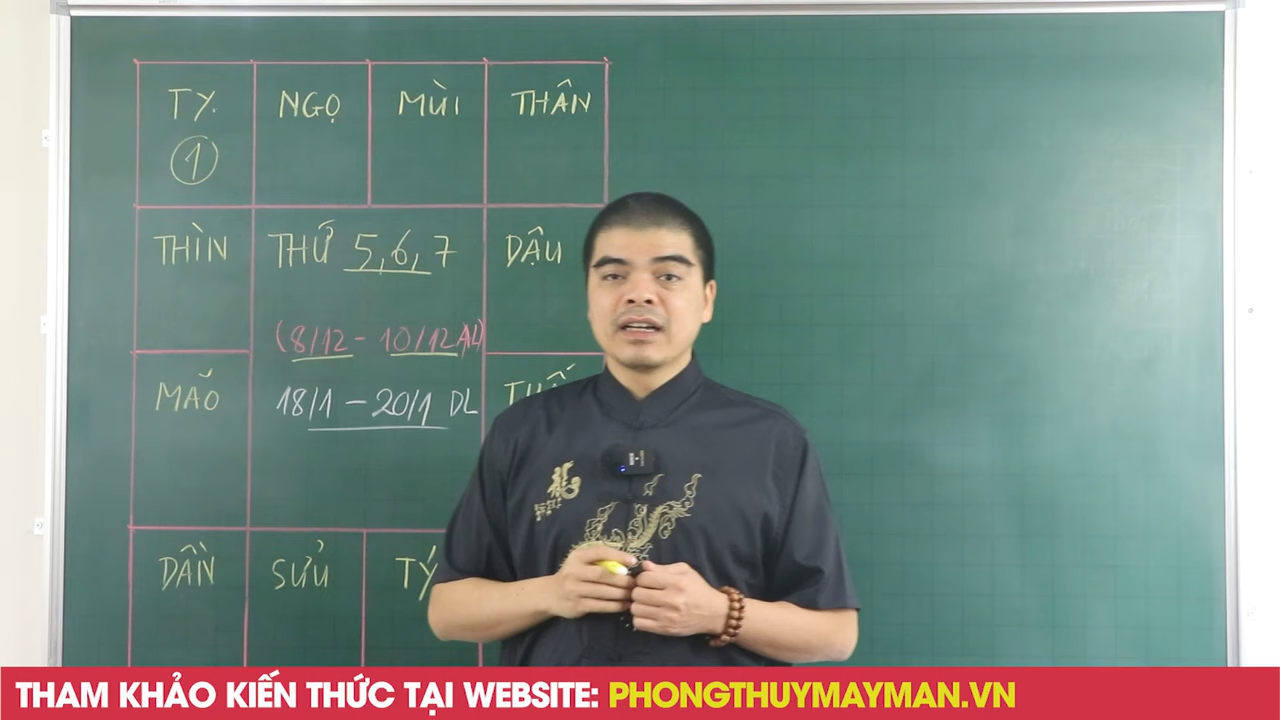 TỴ. NGỌ MÙI THÂN
1
THÌN THỨ 5,6,7 DẬU
(8/12 - 10/12 AL)
MÃO 18/1 - 20/1 DL
DẦN SỬU TÝ
THAM KHẢO KIẾN THỨC TẠI WEBSITE: PHONGTHUYMAYMAN.VN